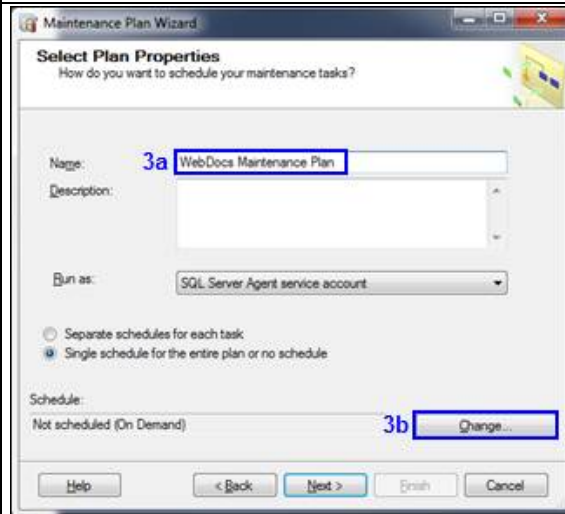 Maintenance Plan Wizard
Select Plan Properties
How do you want to schedule your maintenance tasks?
Name: 3a WebDocs Maintenance Plan
Description:
Run as: SQL Server Agent service account
Separate schedules for each task
Single schedule for the entire plan or no schedule
Schedule:
Not scheduled (On Demand) 3b Change...
Help < Back Next > Finish Cancel